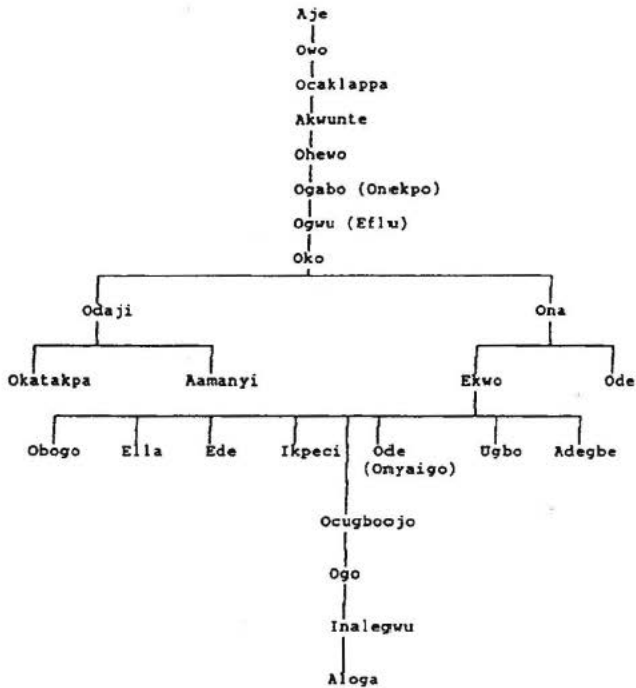 Aje
Owo
Ocaklappa
Akwunte
Ohewo
Ogabo (Onekpo)
Ogwu (Eflu)
Oko
Odaji Ona
Okatakpa Aamanyi Ekwo Ode
Obogo Ella Ede Ikpeci Ode Ugbo Adegbe
(Onyaigo)
Ocugboojo
Ogo
Inalegwu
Aloga